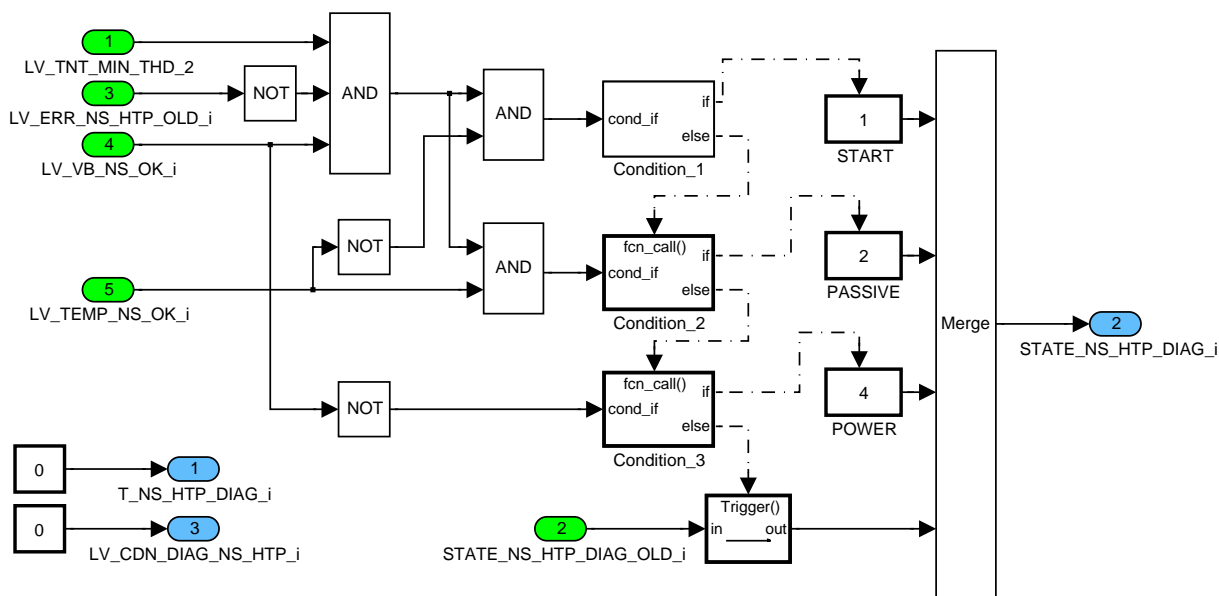 1
LV_TNT_MIN_THD_2
3
LV_ERR_NS_HTP_OLD_i
NOT
4
LV_VB_NS_OK_i
AND
AND
NOT
5
LV_TEMP_NS_OK_i
AND
NOT
cond_if
if
else
Condition_1
fcn_call()
cond_if
if
else
Condition_2
fcn_call()
cond_if
if
else
Condition_3
1
START
2
PASSIVE
4
POWER
Merge
2
STATE_NS_HTP_DIAG_i
0
1
T_NS_HTP_DIAG_i
0
3
LV_CDN_DIAG_NS_HTP_i
2
STATE_NS_HTP_DIAG_OLD_i
Trigger()
in
out